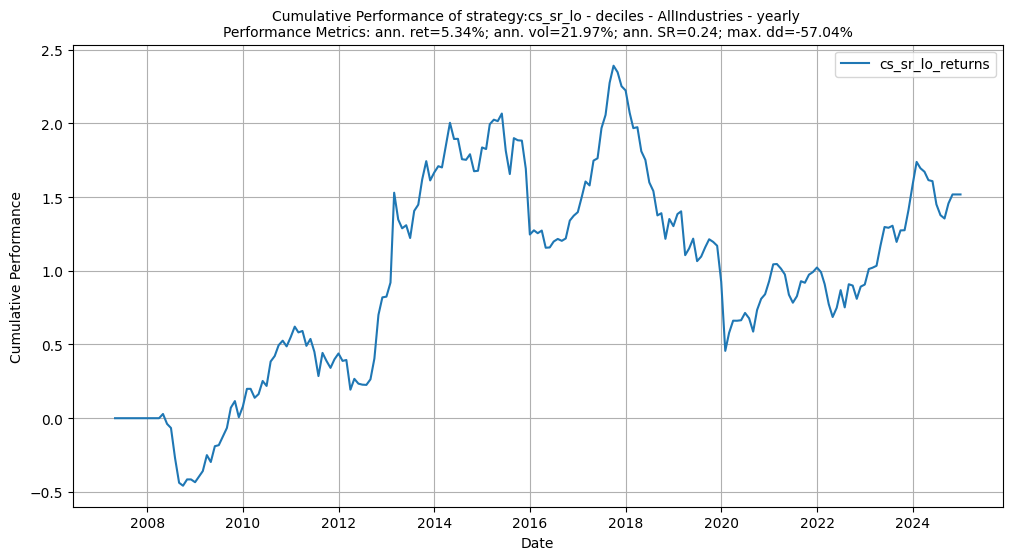 Cumulative Performance of strategy:cs_sr_lo - deciles - AllIndustries - yearly
Performance Metrics: ann. ret=5.34%; ann. vol=21.97%; ann. SR=0.24; max. dd=-57.04%
cs_sr_lo_returns
Cumulative Performance
2.5
2.0
1.5
1.0
0.5
0.0
−0.5
2008 2010 2012 2014 2016 2018 2020 2022 2024
Date